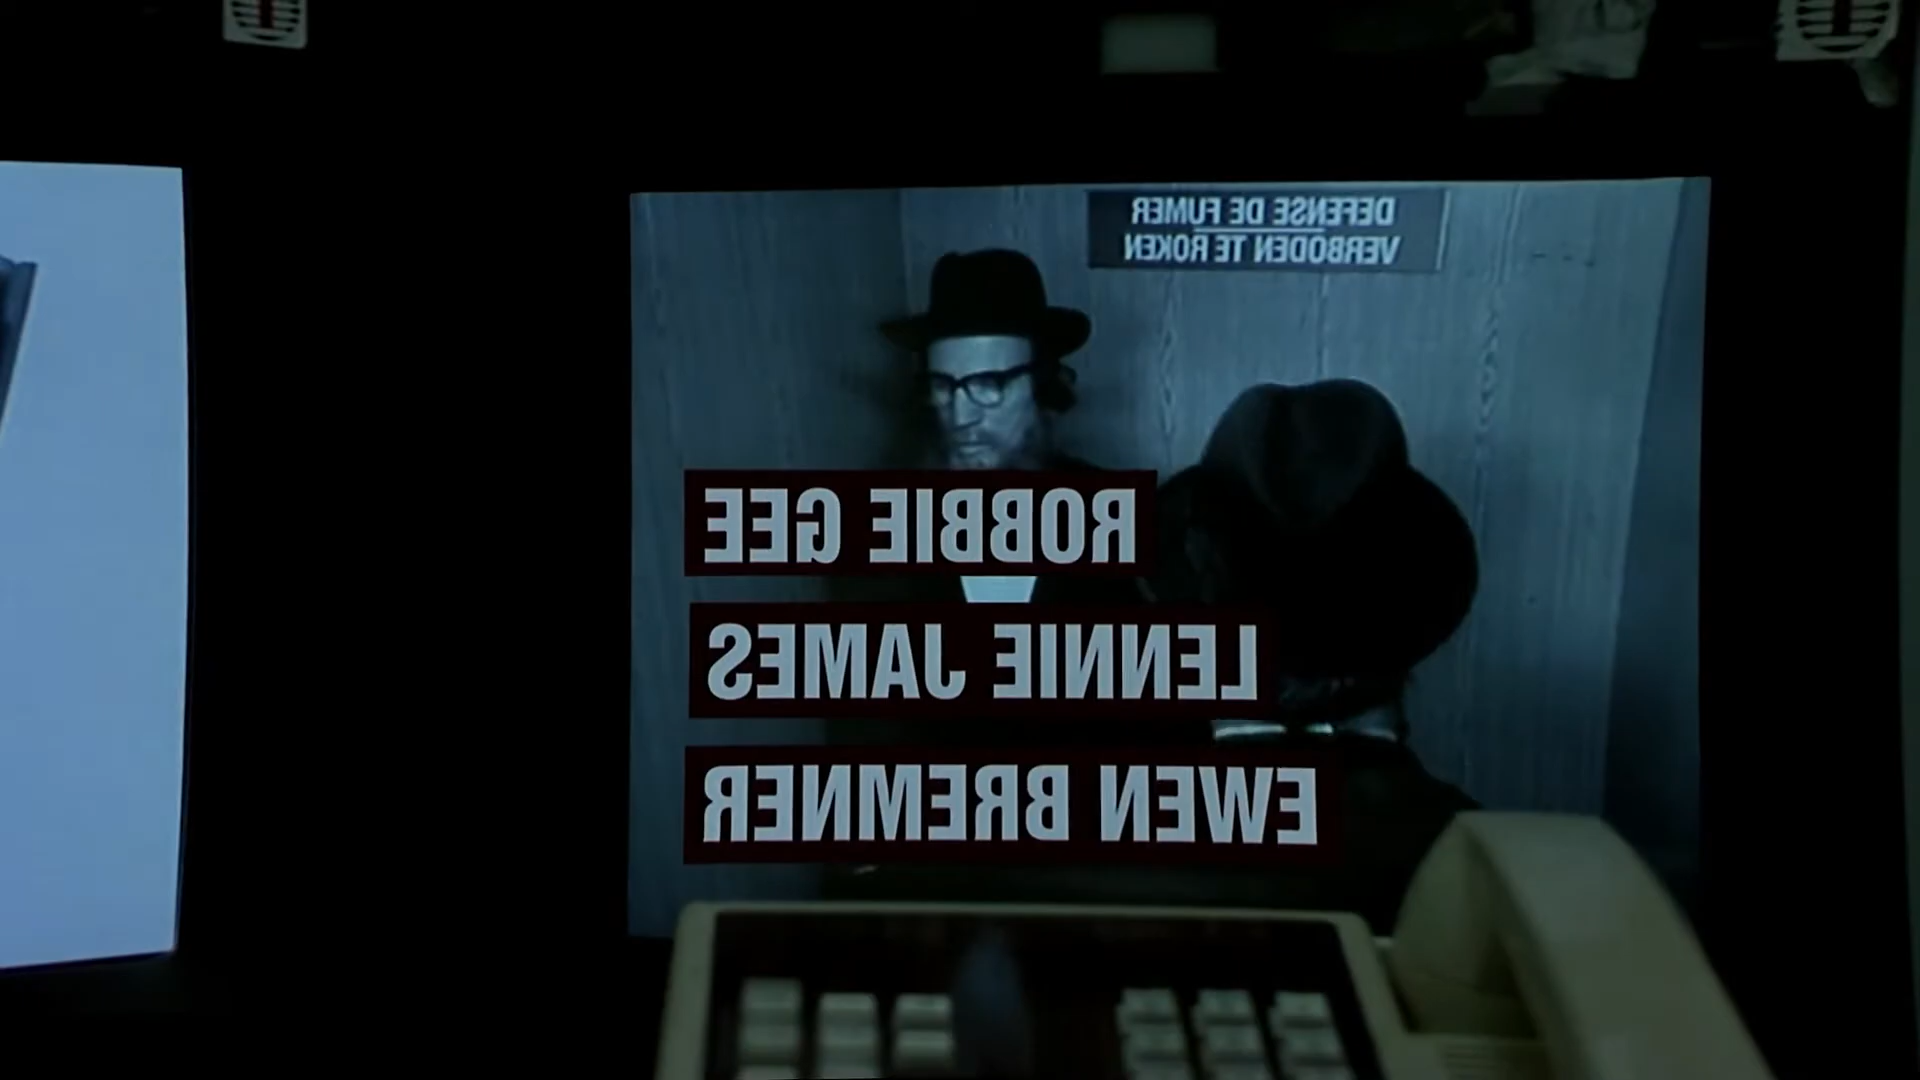 DEFENSE DE FUMER
VERBODEN TE ROKEN
ROBBIE GEE
LENNIE JAMES
EWEN BREMNER